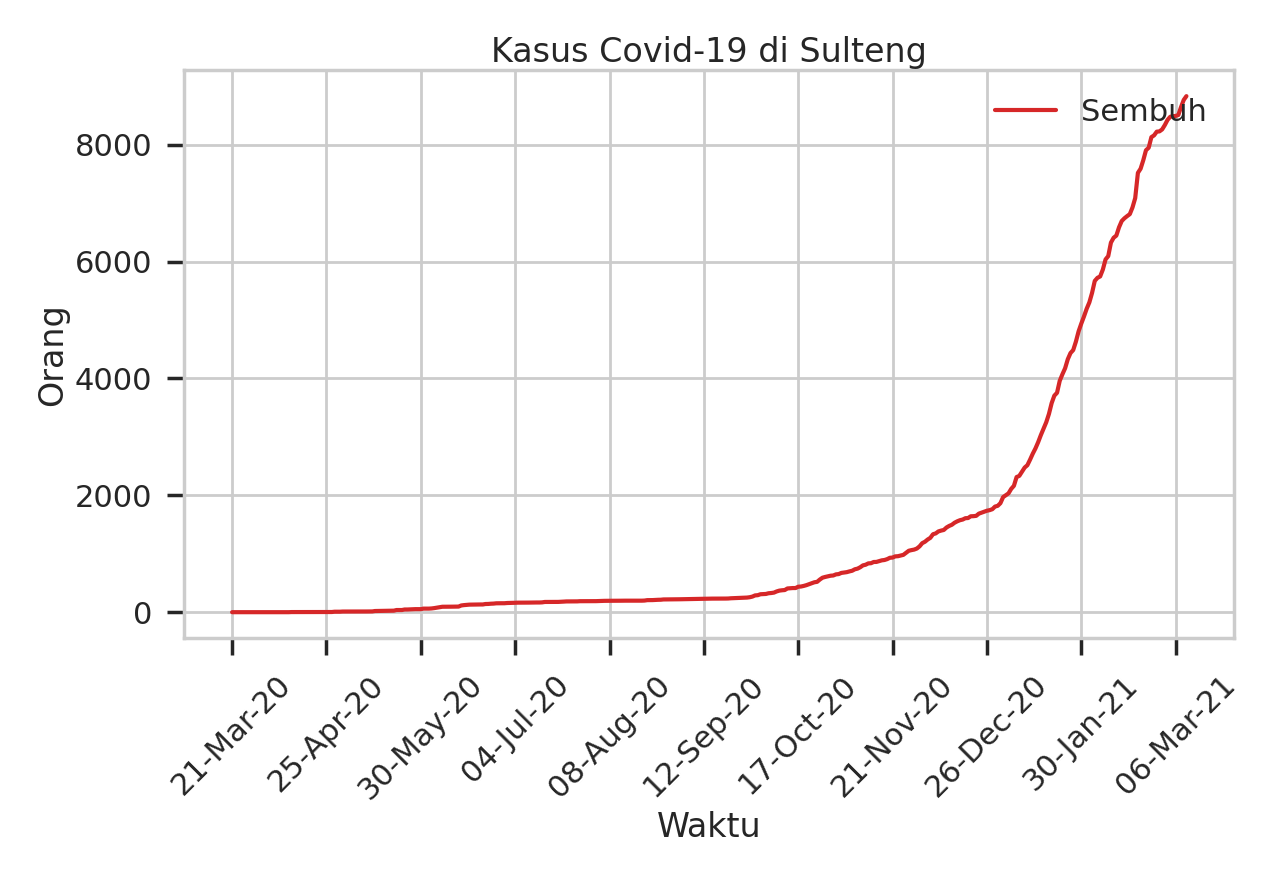 Kasus Covid-19 di Sulteng
Sembuh
Orang
8000
6000
4000
2000
0
21-Mar-20
25-Apr-20
30-May-20
04-Jul-20
08-Aug-20
12-Sep-20
17-Oct-20
21-Nov-20
26-Dec-20
30-Jan-21
06-Mar-21
Waktu